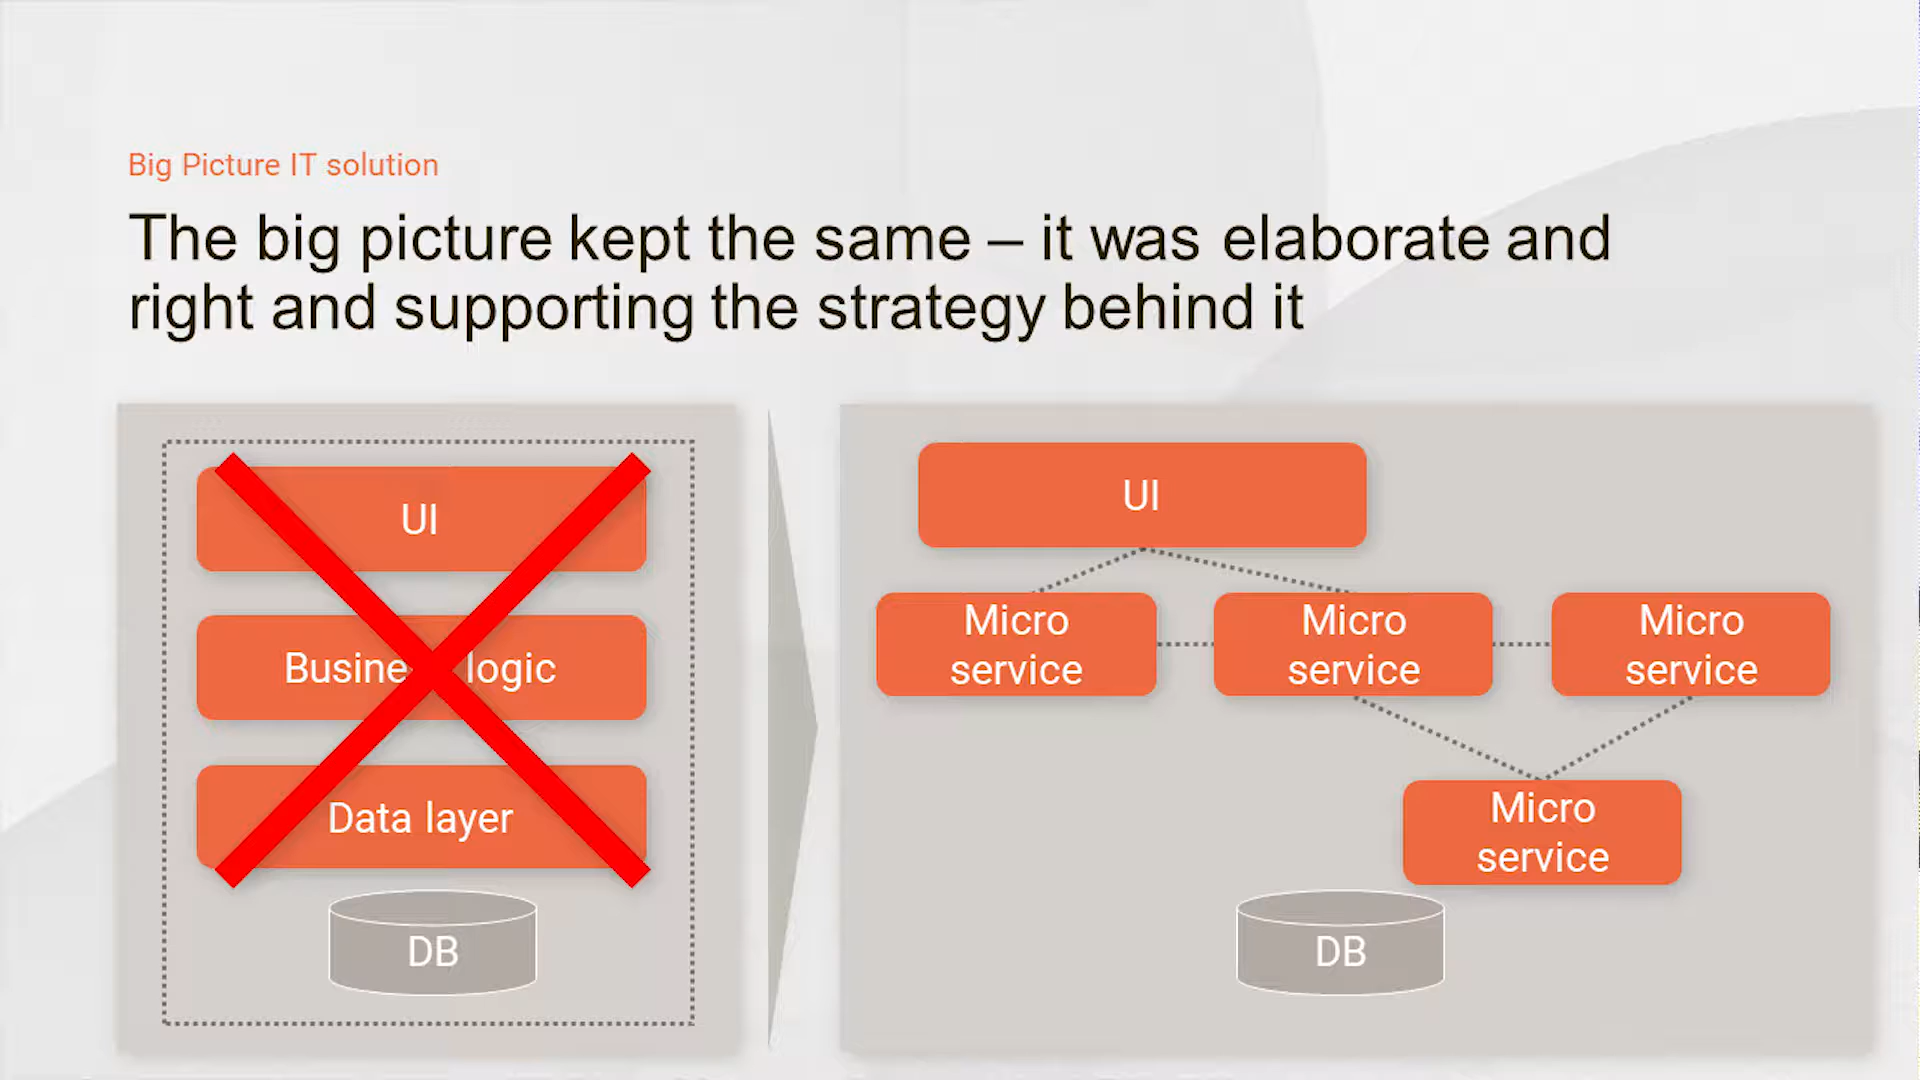 Big Picture IT solution
The big picture kept the same – it was elaborate and
right and supporting the strategy behind it
UI
Busine logic
Data layer
DB
UI
Micro
service
Micro
service
Micro
service
Micro
service
DB